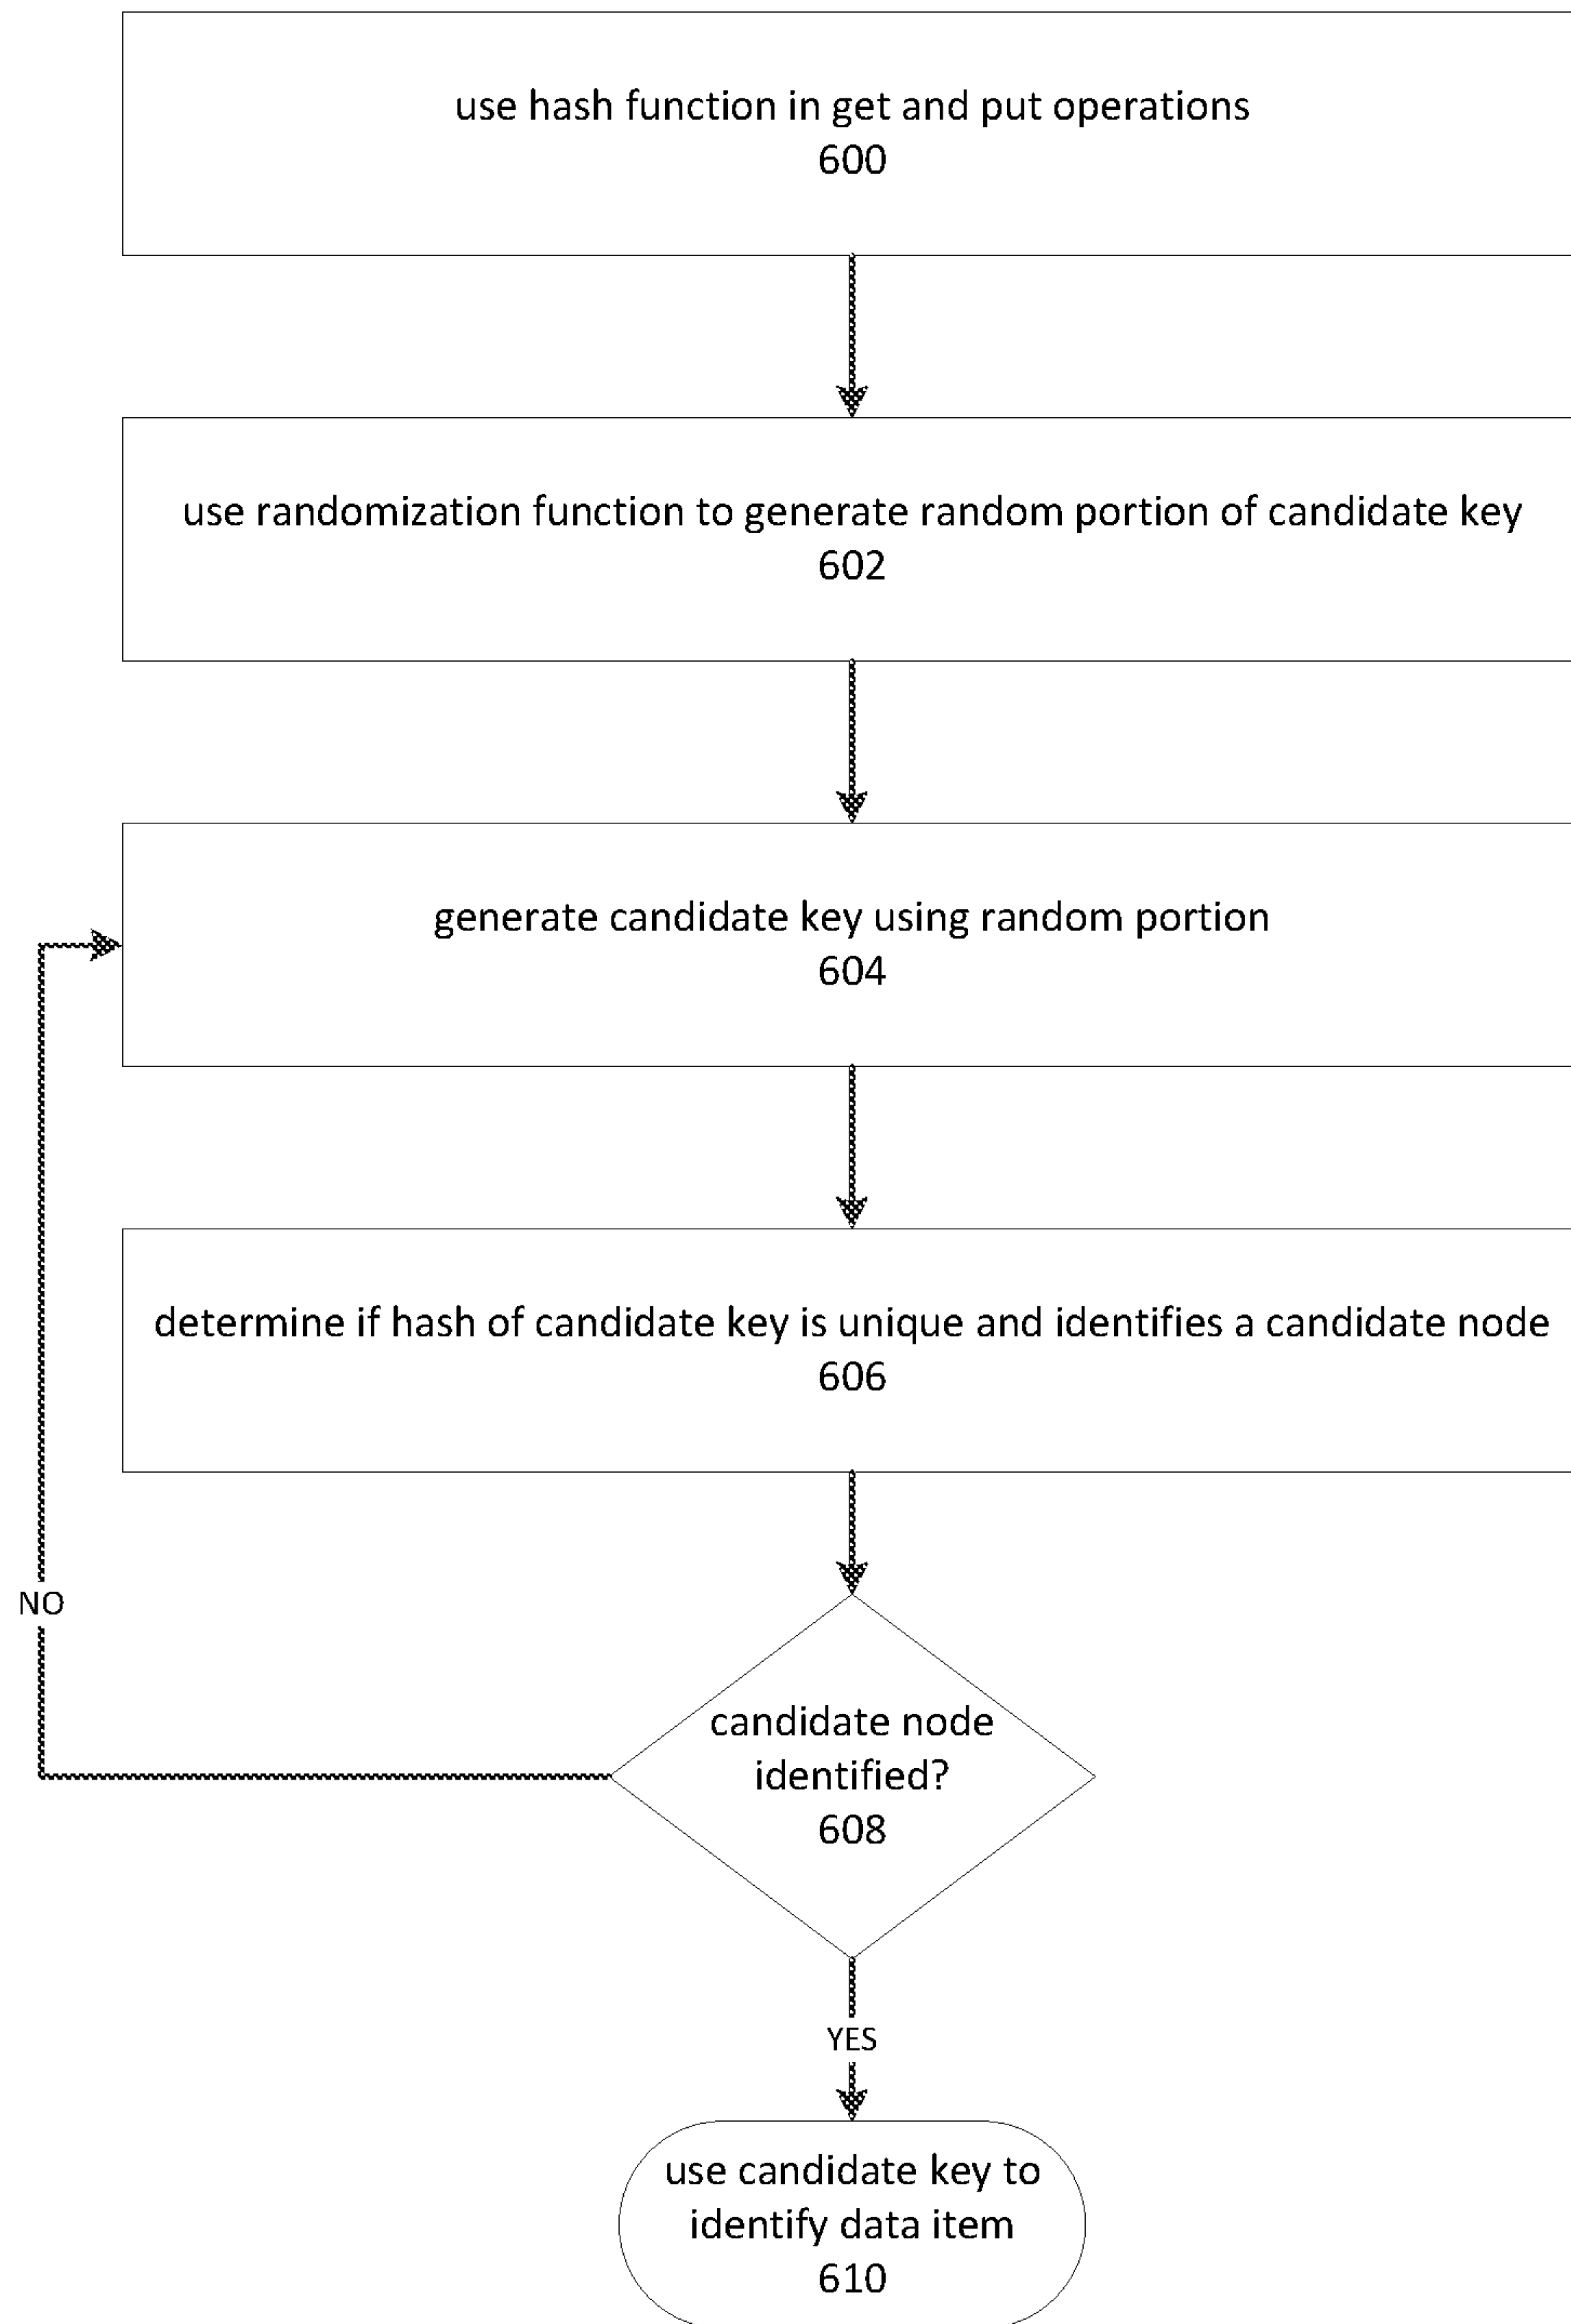 use hash function in get and put operations
600
use randomization function to generate random portion of candidate key
602
generate candidate key using random portion
604
determine if hash of candidate key is unique and identifies a candidate node
606
NO
candidate node
identified?
608
YES
use candidate key to
identify data item
610